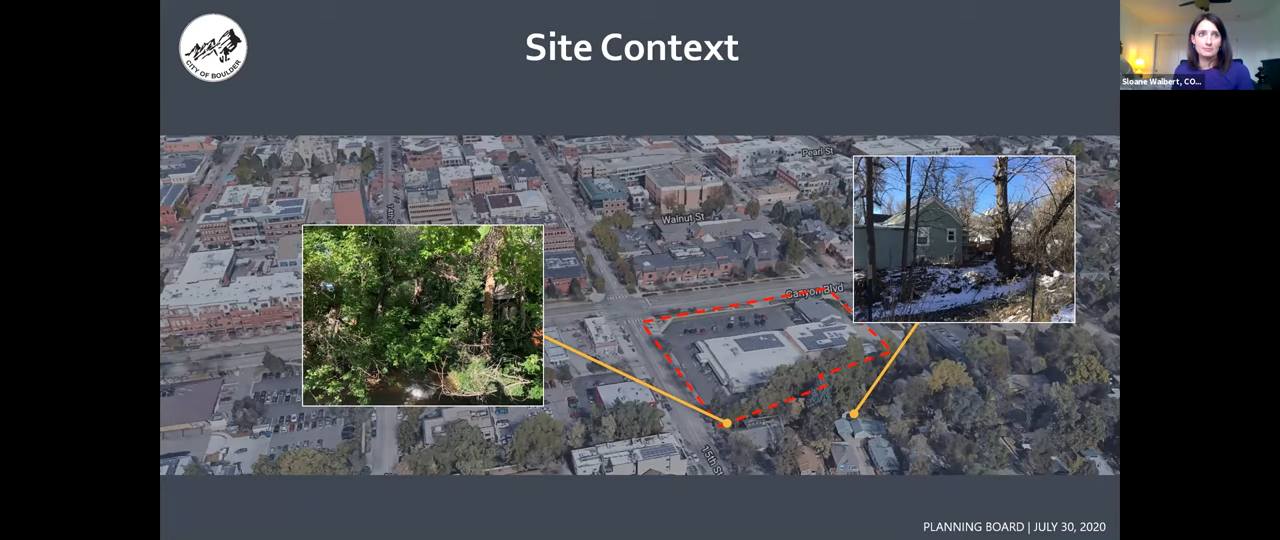 Site Context
CITY OF BOULDER
Sloane Walbert, CO...
Pearl St
Walnut St
Canyon Blvd
15th St
PLANNING BOARD | JULY 30, 2020